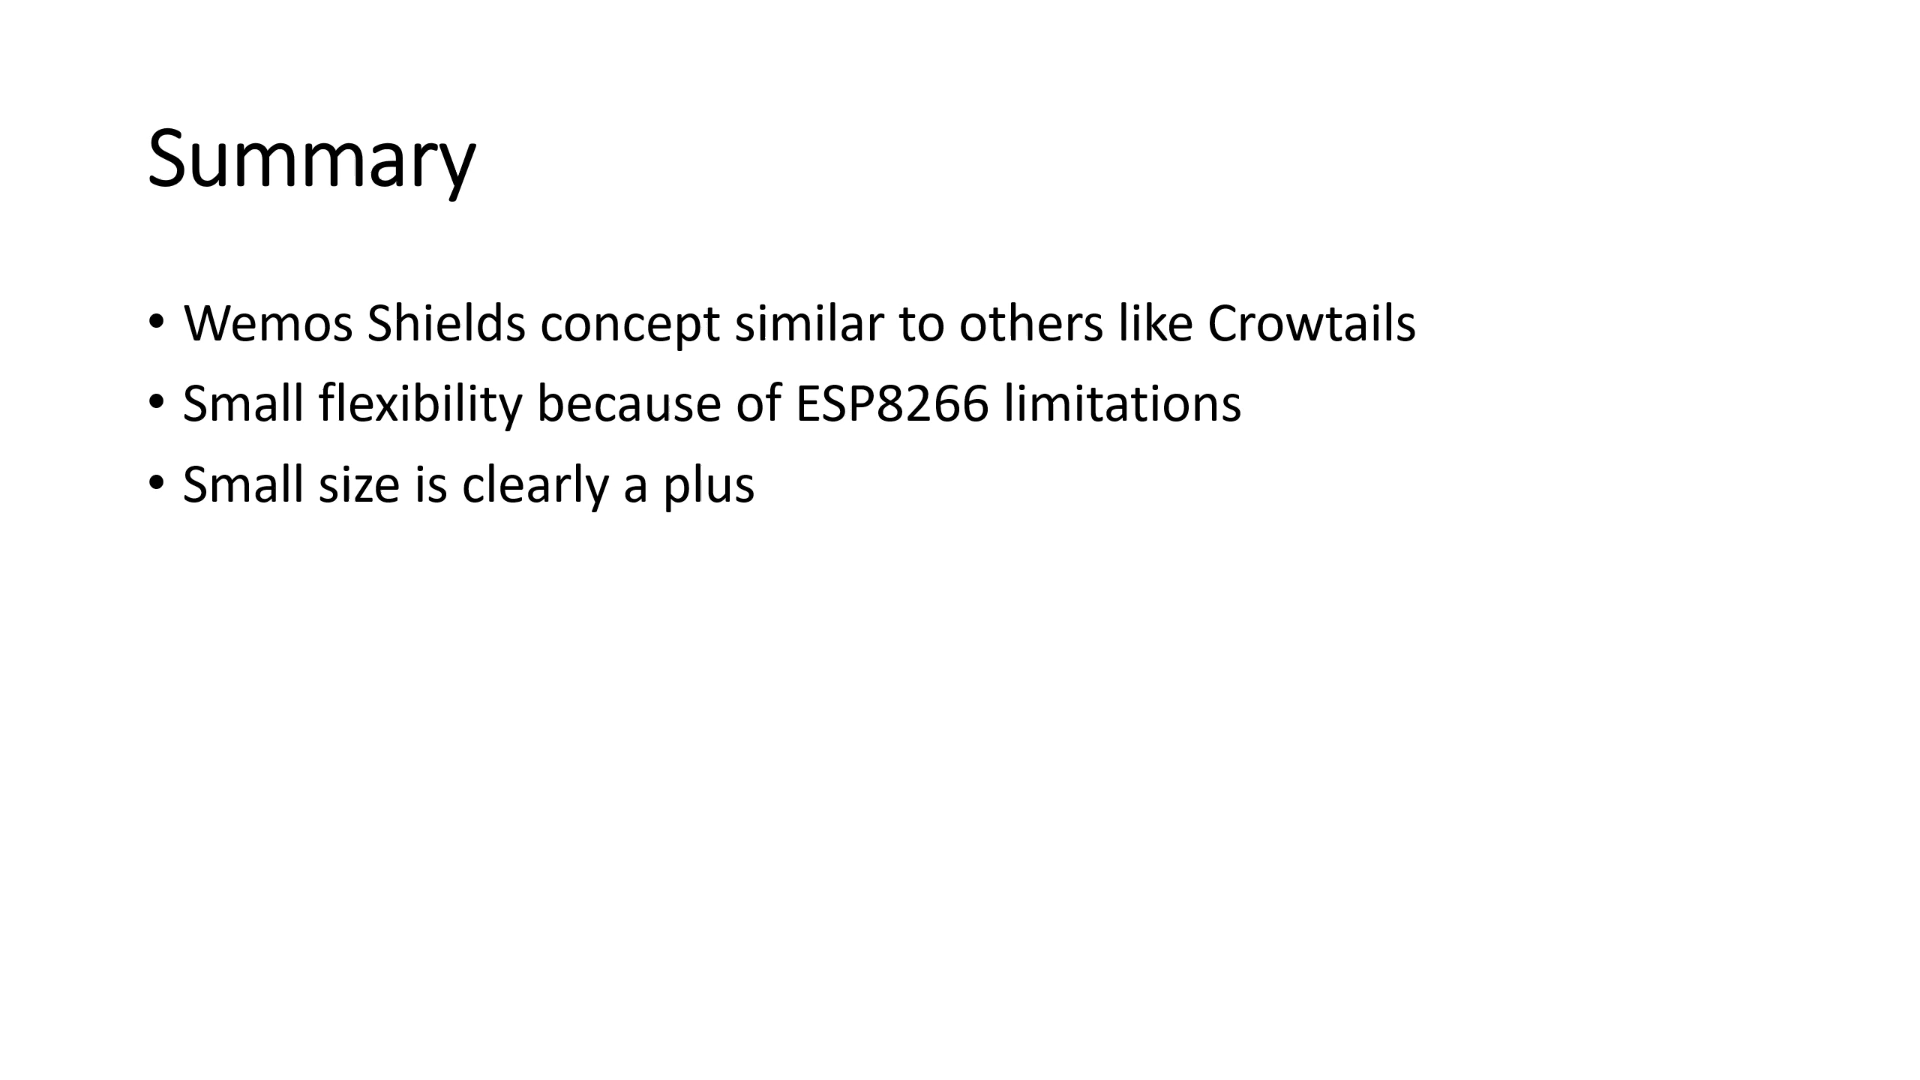 Summary
• Wemos Shields concept similar to others like Crowtails
• Small flexibility because of ESP8266 limitations
• Small size is clearly a plus